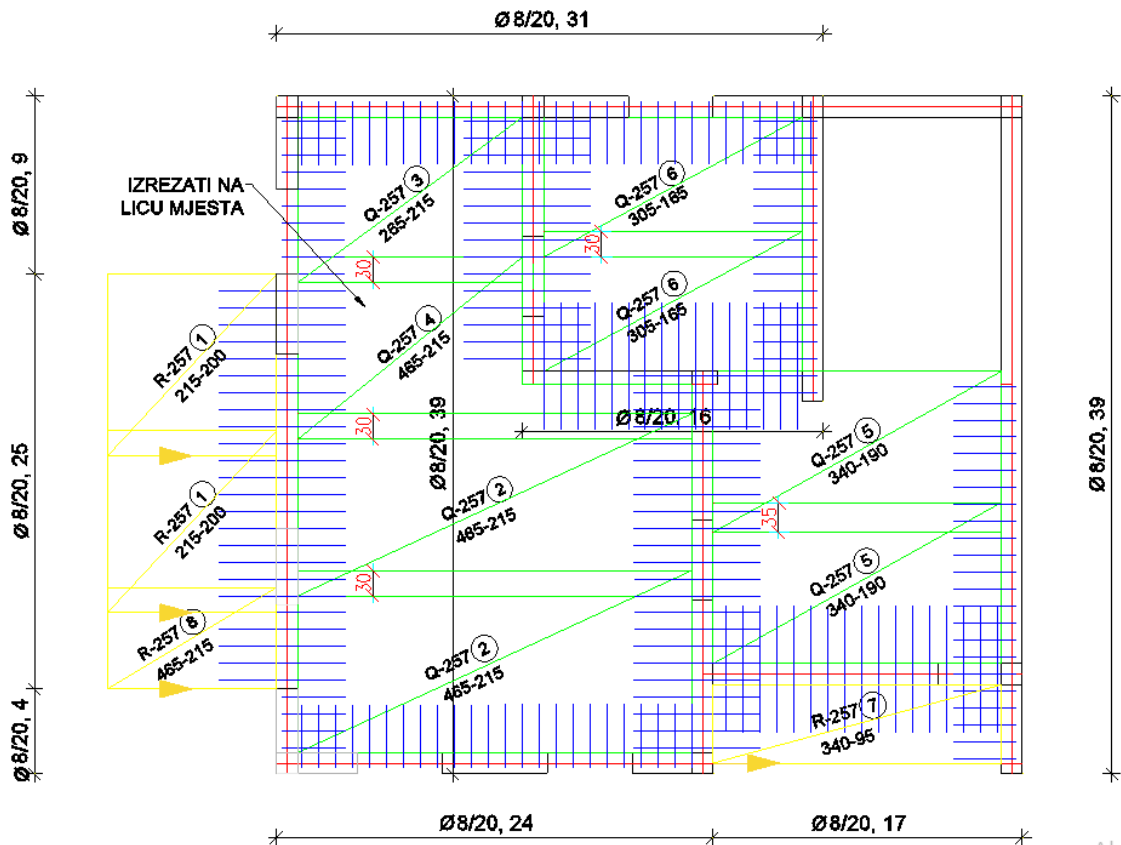 Ø8/20, 31
Ø8/20, 9
IZREZATI NA
LICU MJESTA
Q-257 3
285-215
Q-257 6
305-165
30
30
Q-257 6
305-165
R-257 1
215-200
Q-257 4
465-215
30
Ø8/20, 39
Ø8/20, 16
Ø8/20, 39
Q-257 5
340-190
Ø8/20, 25
R-257 1
215-200
Q-257 2
465-215
35
30
Q-257 5
340-190
R-257 8
465-215
Q-257 2
465-215
R-257 7
340-95
Ø8/20, 4
Ø8/20, 24
Ø8/20, 17